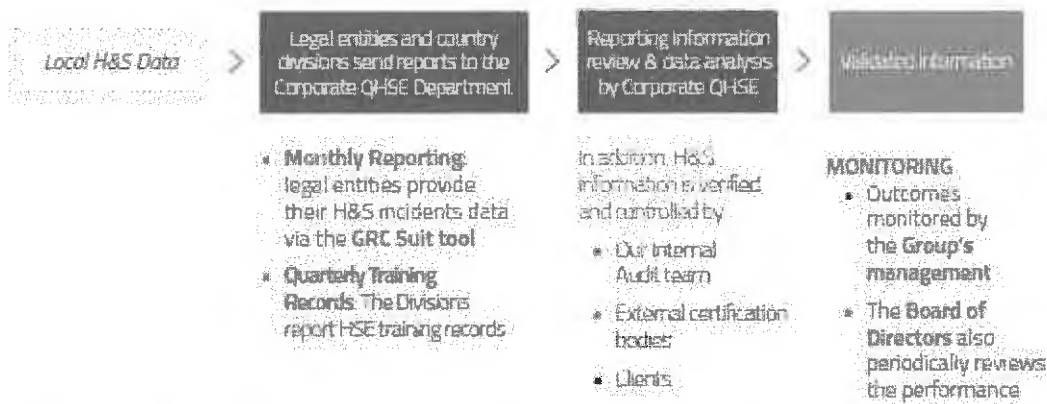 Local H&S Data
>
Legal entities and country
divisions send reports to the
Corporate QHSE Department
>
Reporting information
review & data analysis
by Corporate QHSE
>
Validated Information
• Monthly Reporting:
legal entities provide
their H&S incidents data
via the GRC Suit tool
• Quarterly Training
Records: The Divisions
report HSE training records
In addition, H&S
information is verified
and controlled by
• Our Internal
Audit team
• External certification
bodies
• Clients
MONITORING
• Outcomes
monitored by
the Group's
management
• The Board of
Directors also
periodically reviews
the performance